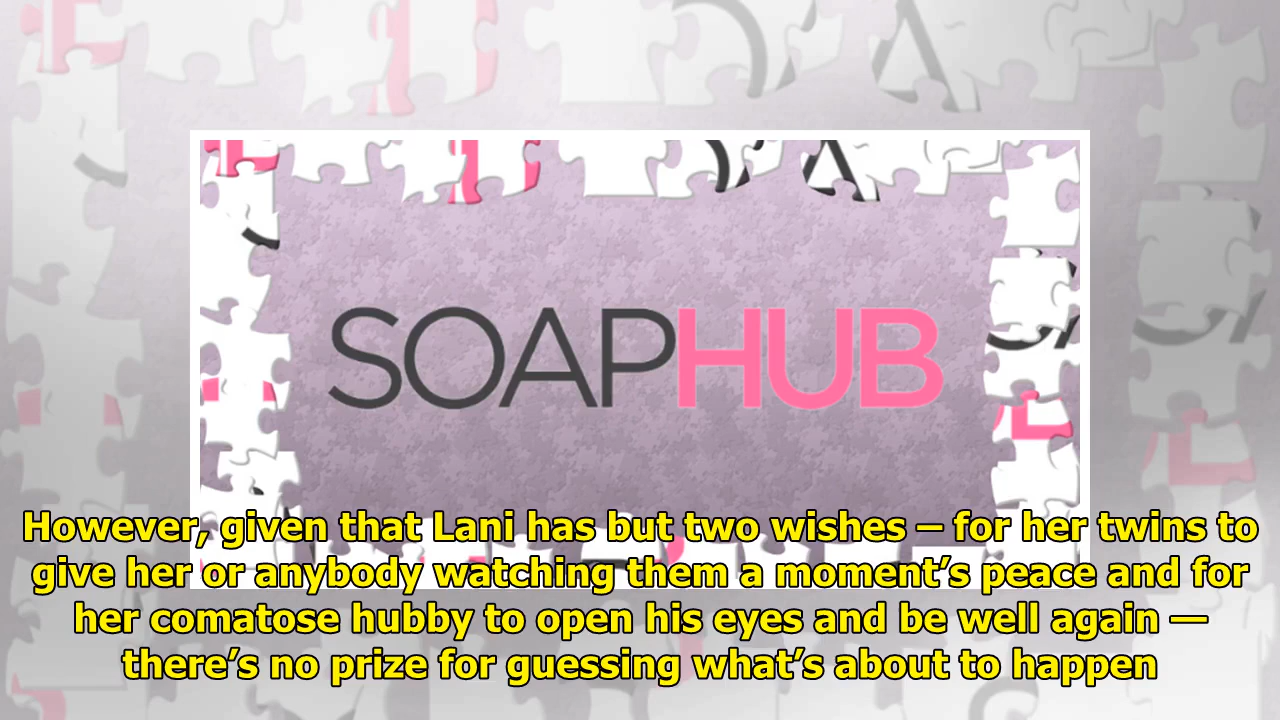 SOAPHUB
However, given that Lani has but two wishes – for her twins to
give her or anybody watching them a moment’s peace and for
her comatose hubby to open his eyes and be well again —
there’s no prize for guessing what’s about to happen